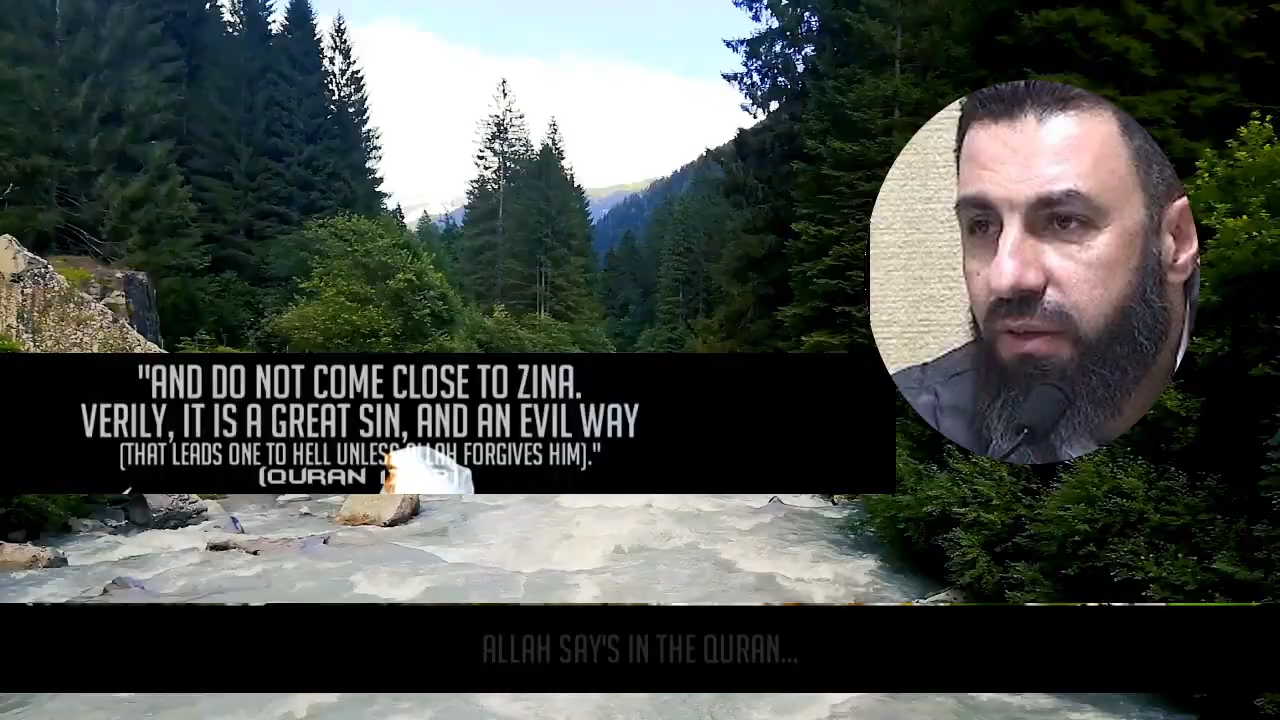 "AND DO NOT COME CLOSE TO ZINA.
VERILY, IT IS A GREAT SIN, AND AN EVIL WAY
(THAT LEADS ONE TO HELL UNLESS ALLAH FORGIVES HIM)."
(QURAN
ALLAH SAY'S IN THE QURAN...